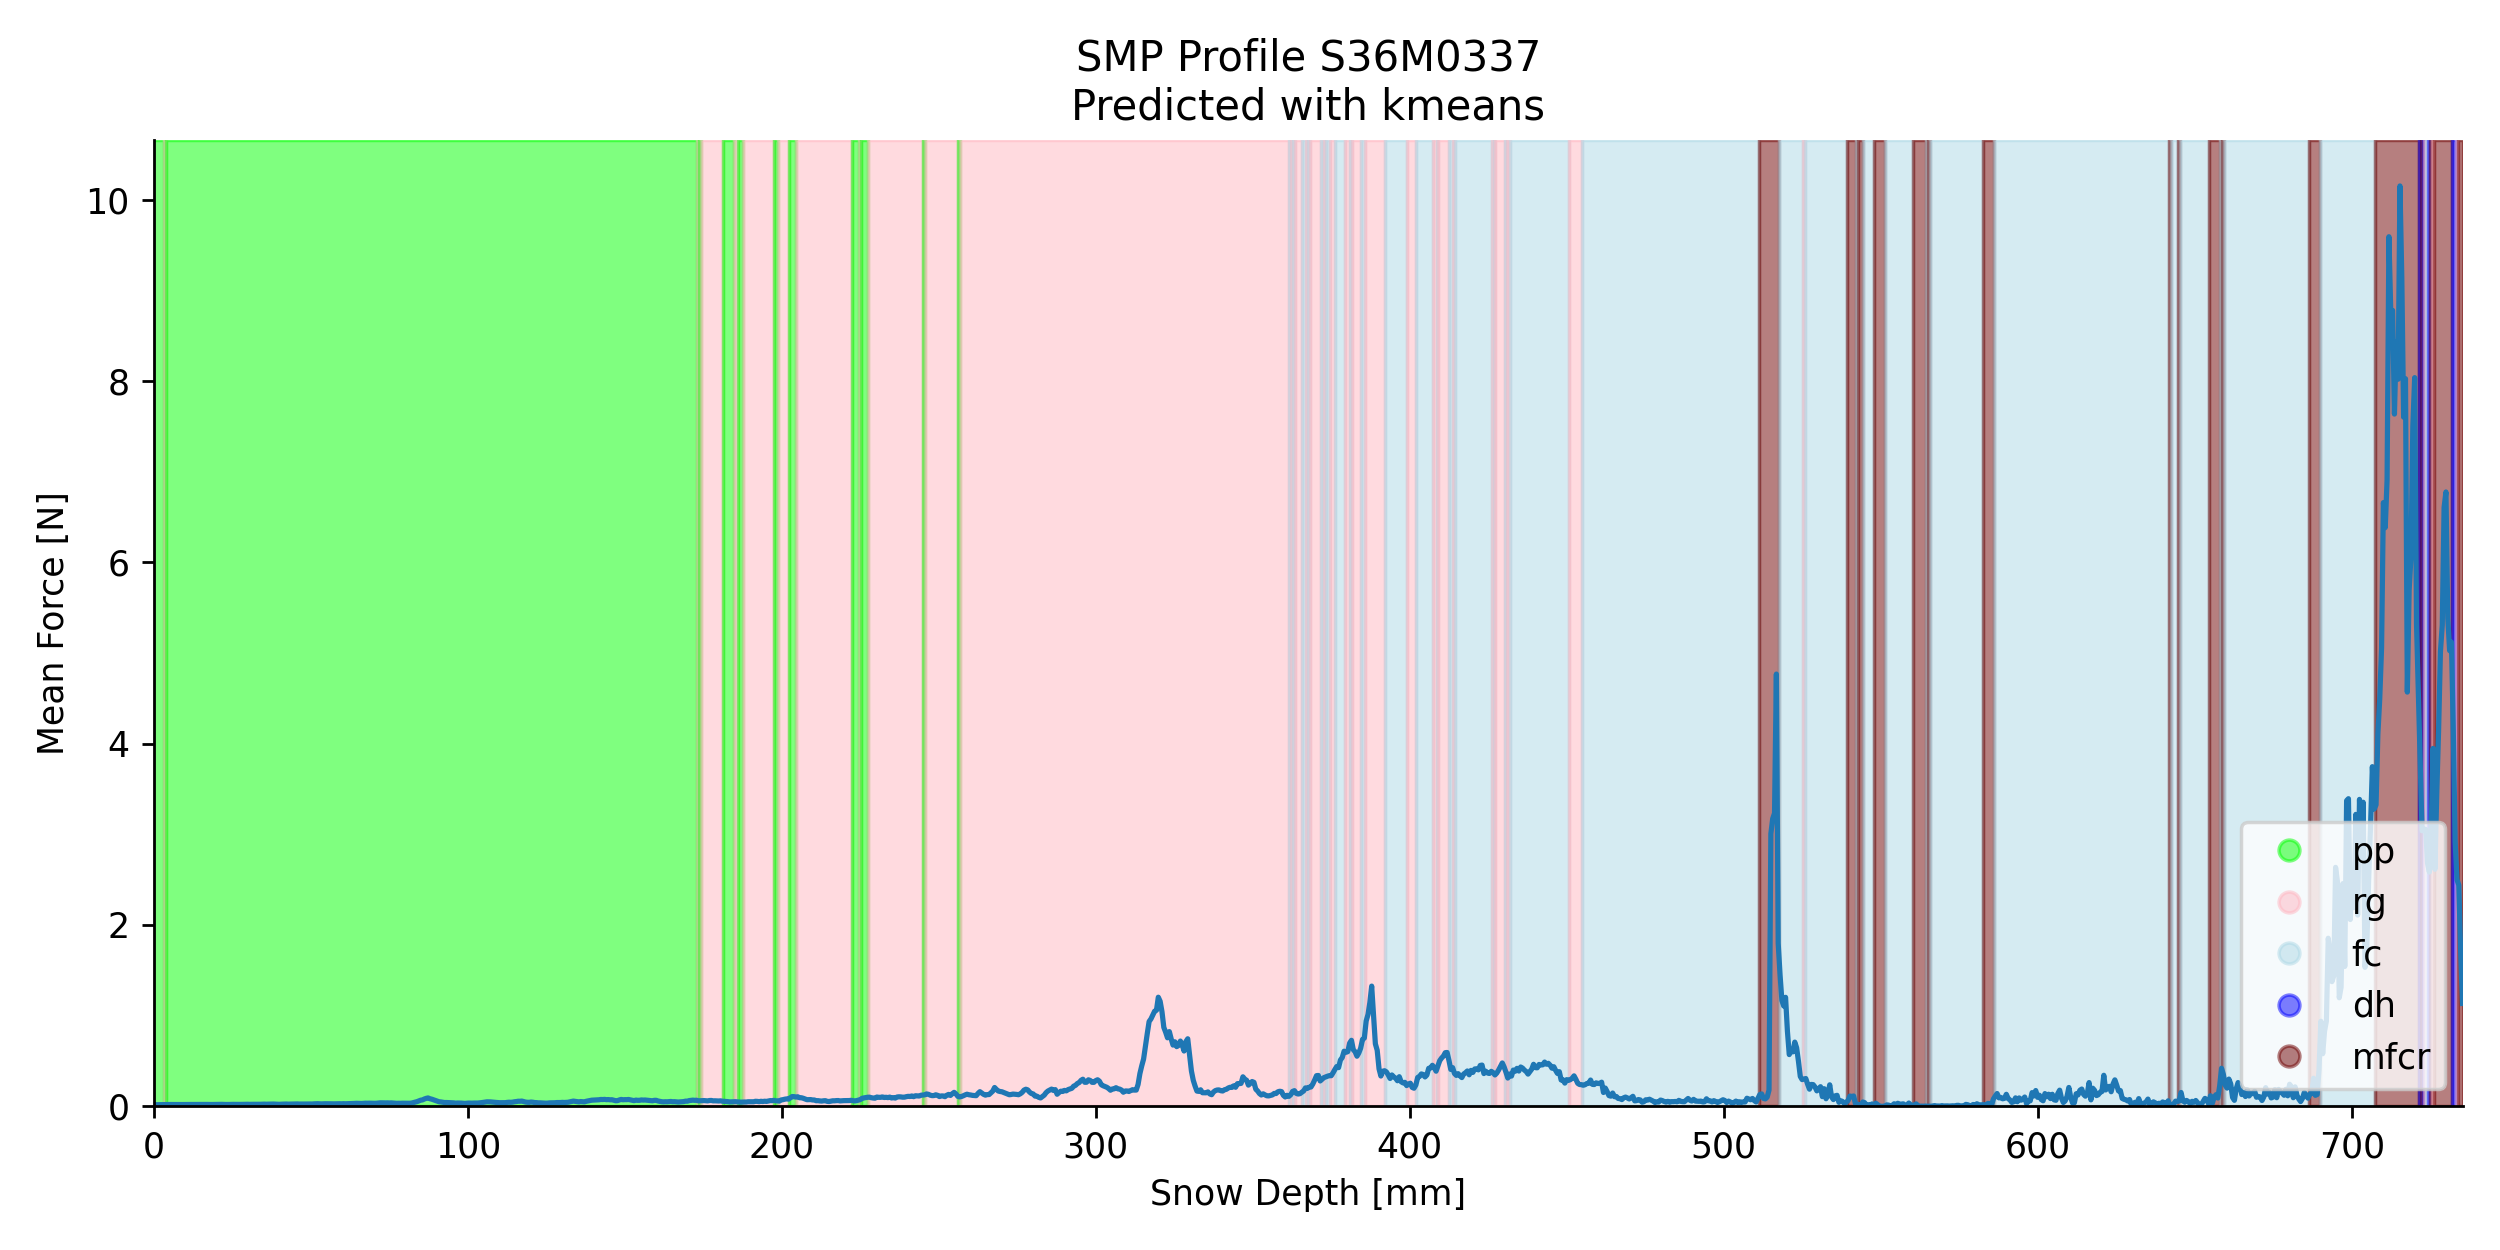 SMP Profile S36M0337
Predicted with kmeans
Mean Force [N]
10
8
6
4
2
0
0 100 200 300 400 500 600 700
Snow Depth [mm]
pp
rg
fc
dh
mfcr